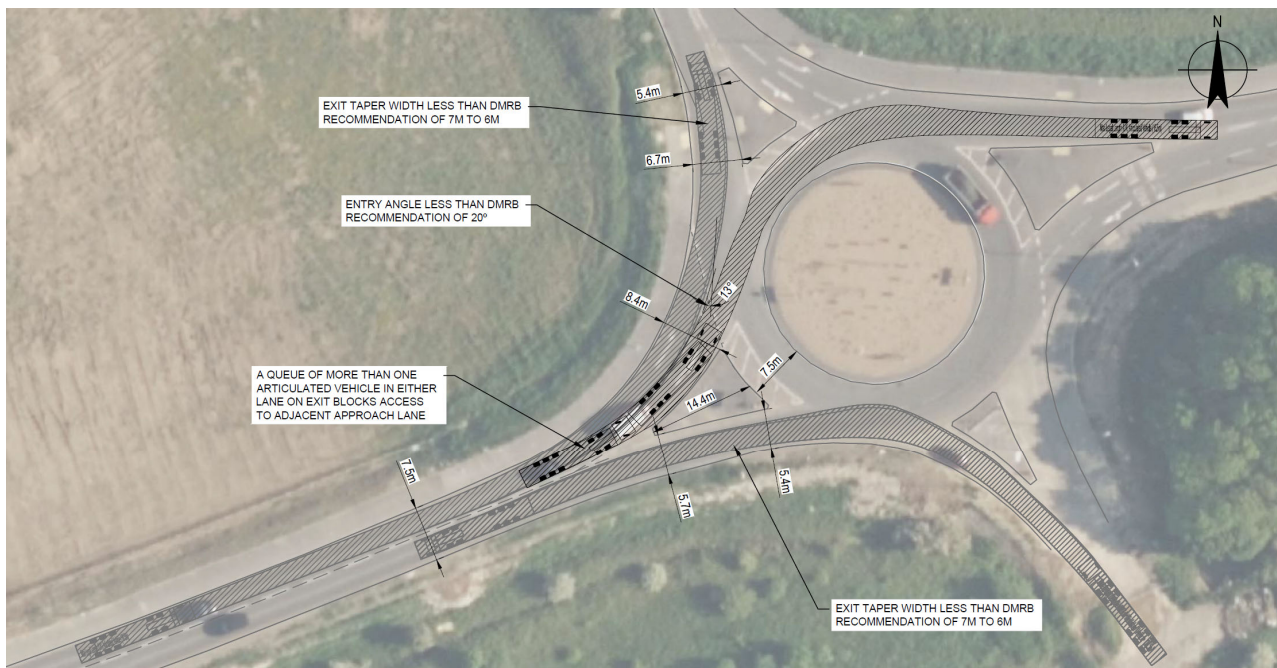 N
5.4m
EXIT TAPER WIDTH LESS THAN DMRB
RECOMMENDATION OF 7M TO 6M
6.7m
ENTRY ANGLE LESS THAN DMRB
RECOMMENDATION OF 20º
13°
8.4m
A QUEUE OF MORE THAN ONE
ARTICULATED VEHICLE IN EITHER
LANE ON EXIT BLOCKS ACCESS
TO ADJACENT APPROACH LANE
7.5m
14.4m
7.5m
5.7m
5.4m
EXIT TAPER WIDTH LESS THAN DMRB
RECOMMENDATION OF 7M TO 6M